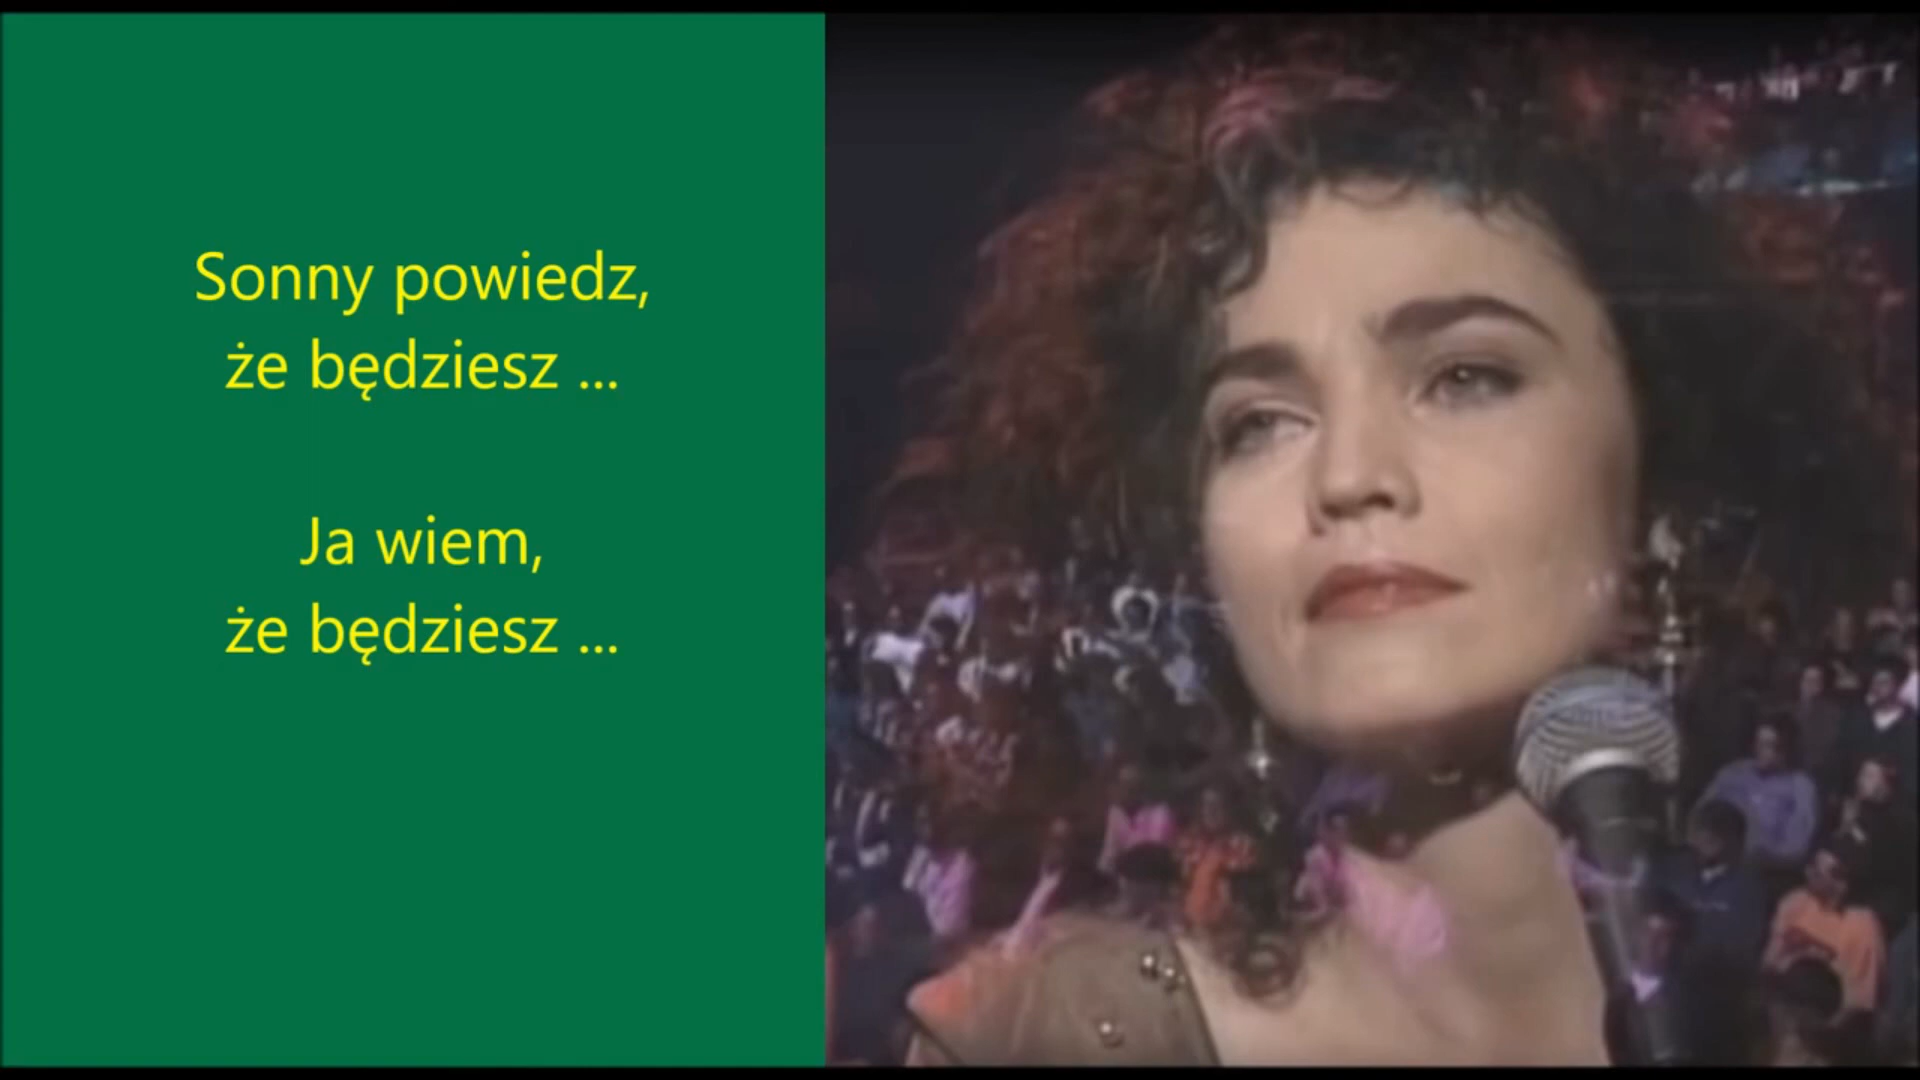 Sonny powiedz,
że będziesz ...
Ja wiem,
że będziesz ...